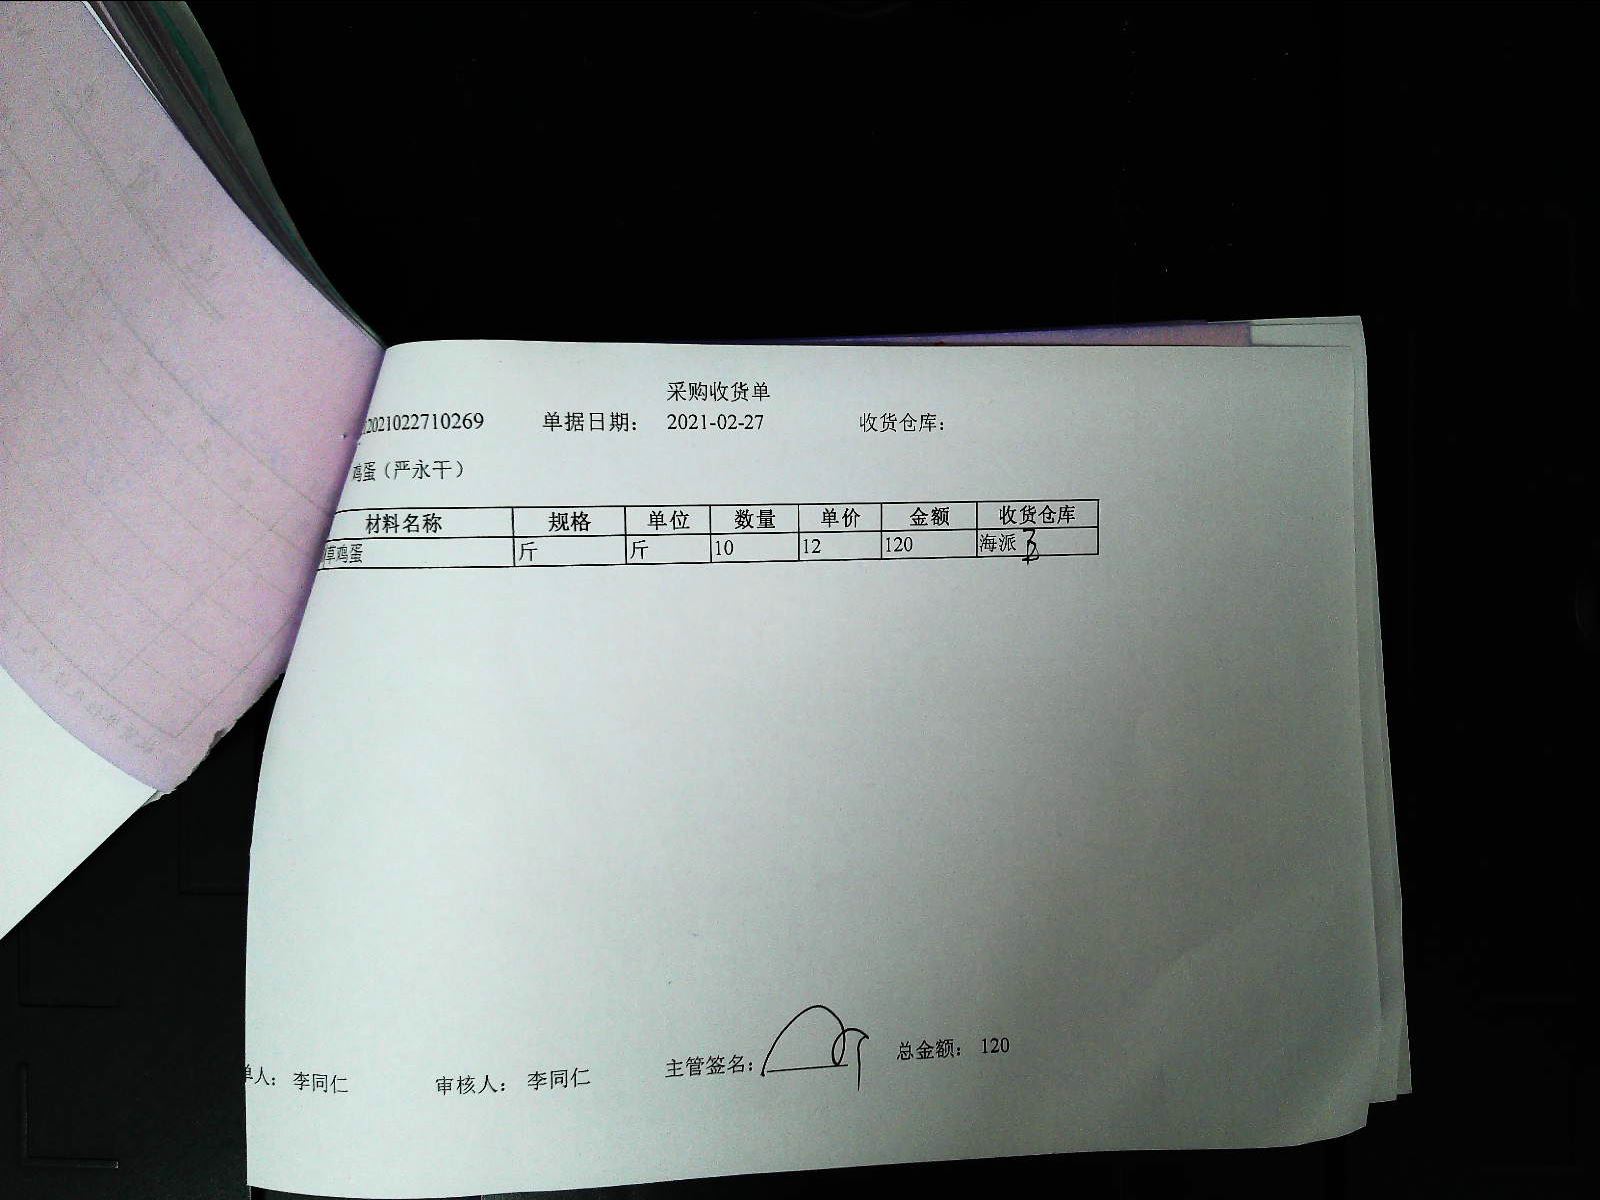 采购收货单
2021022710269 单据日期： 2021-02-27 收货仓库：
鸡蛋（严永干）
材料名称 规格 单位 数量 单价 金额 收货仓库
草鸡蛋 斤 斤 10 12 120 海派
单人： 李同仁 审核人： 李同仁 主管签名： 总金额： 120